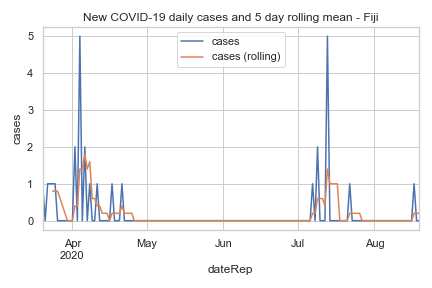 New COVID-19 daily cases and 5 day rolling mean - Fiji
cases
cases (rolling)
5
4
3
2
1
0
cases
Apr
2020
May
Jun
Jul
Aug
dateRep